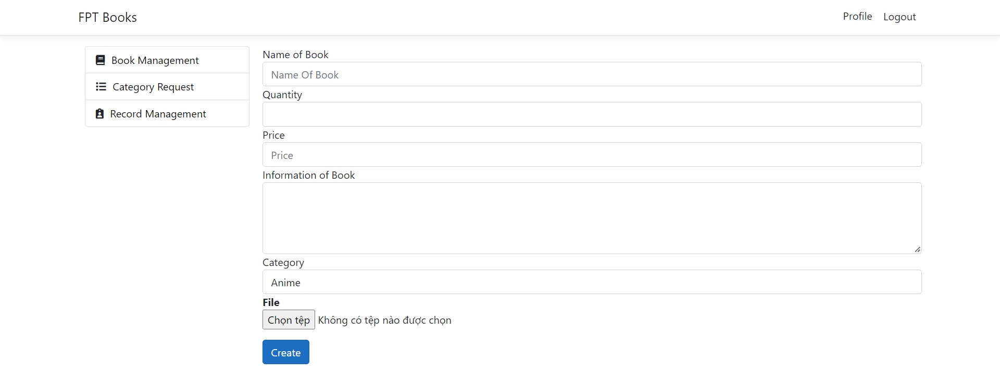 FPT Books
Profile
Logout
Book Management
Category Request
Record Management
Name of Book
Name Of Book
Quantity
Price
Price
Information of Book
Category
Anime
File
Chọn tệp Không có tệp nào được chọn
Create